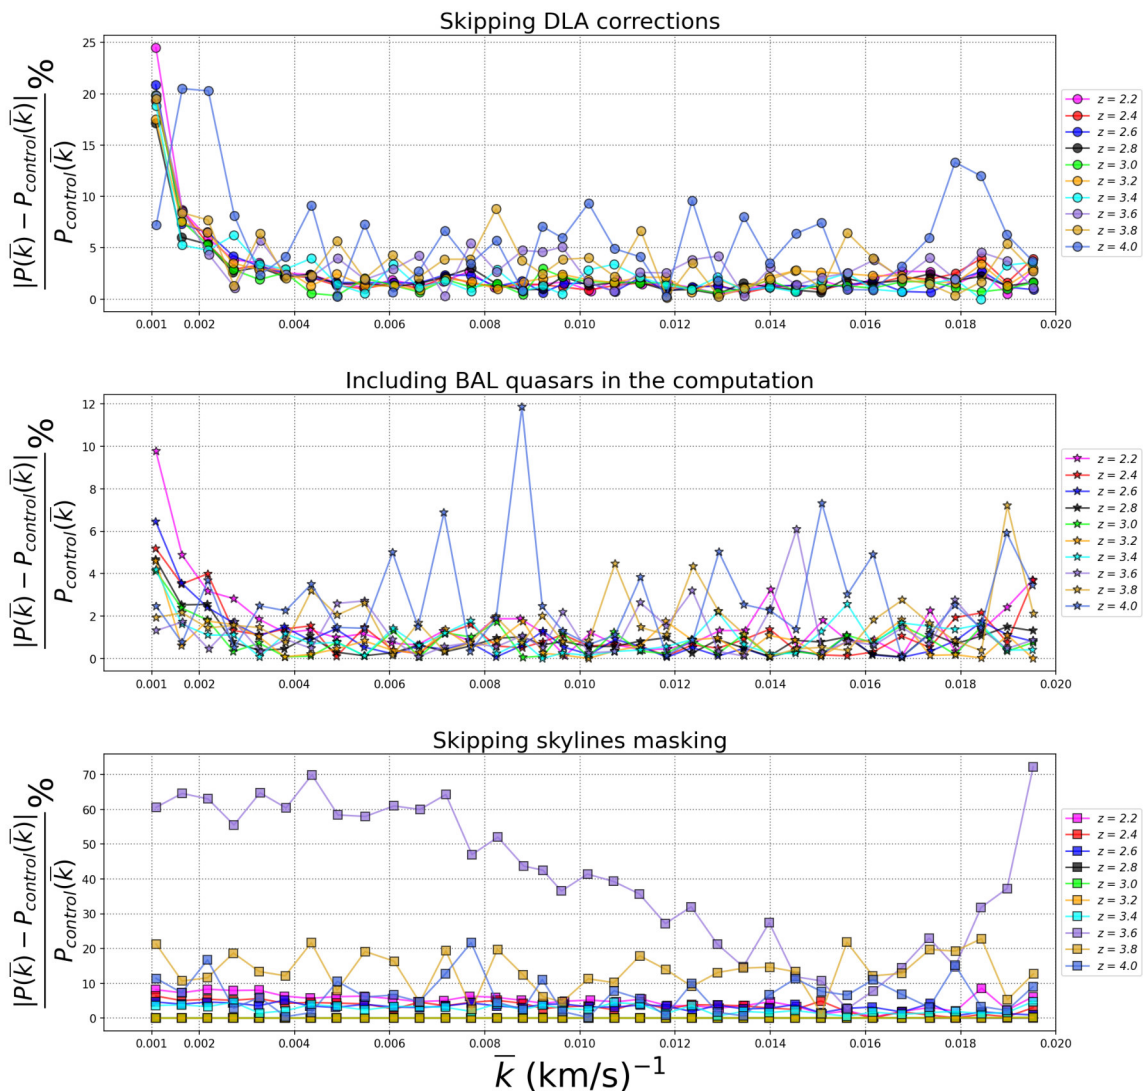 Skipping DLA corrections
|P(k̅) − P_control(k̅)| %
P_control(k̅)
25
20
15
10
5
0
0.001 0.002 0.004 0.006 0.008 0.010 0.012 0.014 0.016 0.018 0.020
z = 2.2
z = 2.4
z = 2.6
z = 2.8
z = 3.0
z = 3.2
z = 3.4
z = 3.6
z = 3.8
z = 4.0
Including BAL quasars in the computation
|P(k̅) − P_control(k̅)| %
P_control(k̅)
12
10
8
6
4
2
0
0.001 0.002 0.004 0.006 0.008 0.010 0.012 0.014 0.016 0.018 0.020
z = 2.2
z = 2.4
z = 2.6
z = 2.8
z = 3.0
z = 3.2
z = 3.4
z = 3.6
z = 3.8
z = 4.0
Skipping skylines masking
|P(k̅) − P_control(k̅)| %
P_control(k̅)
70
60
50
40
30
20
10
0
0.001 0.002 0.004 0.006 0.008 0.010 0.012 0.014 0.016 0.018 0.020
z = 2.2
z = 2.4
z = 2.6
z = 2.8
z = 3.0
z = 3.2
z = 3.4
z = 3.6
z = 3.8
z = 4.0
k̅ (km/s)⁻¹